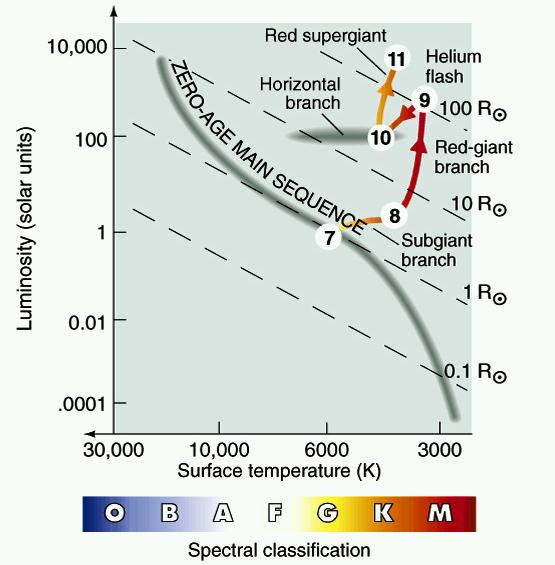 Red supergiant
11
10,000
Helium
flash
Horizontal
branch
9
100 R⊙
ZERO-AGE MAIN SEQUENCE
100
10
Red-giant
branch
10 R⊙
8
7
1
Subgiant
branch
Luminosity (solar units)
1 R⊙
0.01
0.1 R⊙
.0001
30,000
10,000
6000
3000
Surface temperature (K)
O B A F G K M
Spectral classification